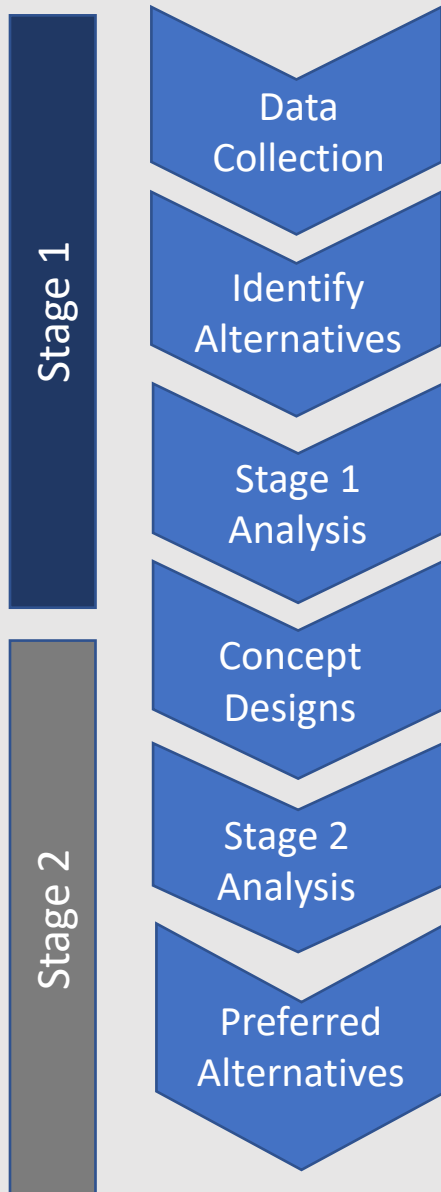 Stage 1
Data
Collection
Identify
Alternatives
Stage 1
Analysis
Stage 2
Concept
Designs
Stage 2
Analysis
Preferred
Alternatives